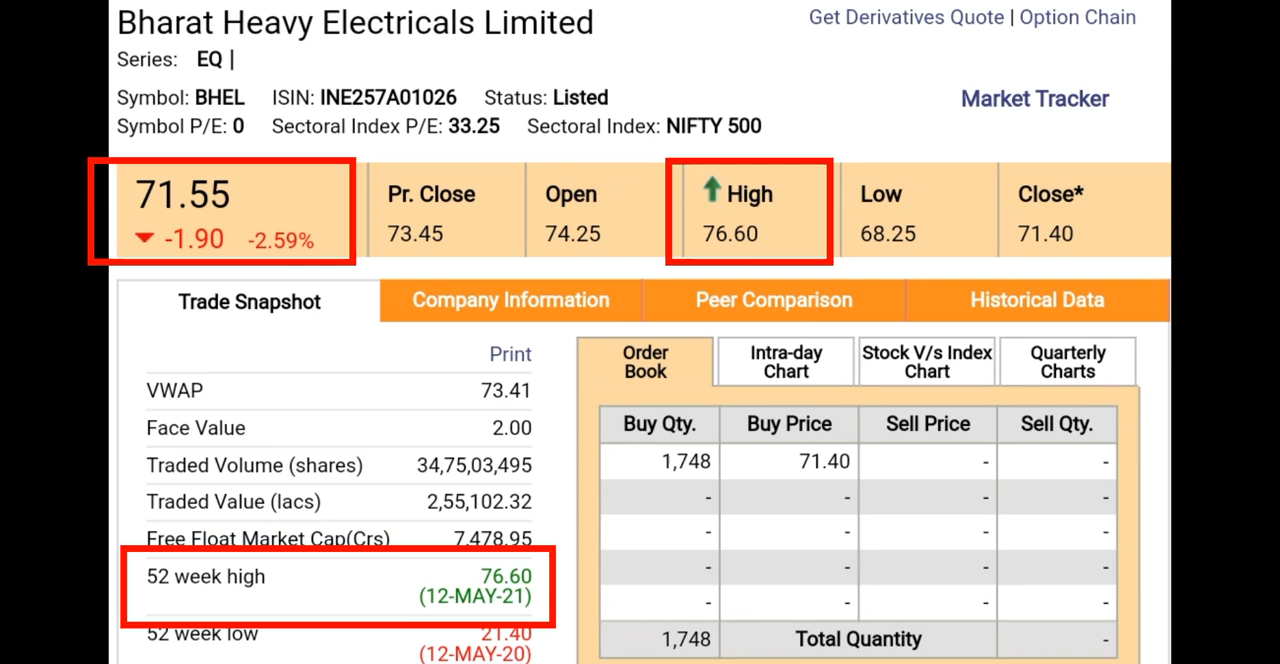 Bharat Heavy Electricals Limited
Get Derivatives Quote | Option Chain
Series: EQ |
Symbol: BHEL ISIN: INE257A01026 Status: Listed
Market Tracker
Symbol P/E: 0 Sectoral Index P/E: 33.25 Sectoral Index: NIFTY 500
71.55
-1.90 -2.59%
Pr. Close
73.45
Open
74.25
High
76.60
Low
68.25
Close*
71.40
Trade Snapshot
Company Information
Peer Comparison
Historical Data
Print
VWAP 73.41
Face Value 2.00
Traded Volume (shares) 34,75,03,495
Traded Value (lacs) 2,55,102.32
Free Float Market Cap(Crs) 7,478.95
52 week high 76.60
(12-MAY-21)
52 week low 21.40
(12-MAY-20)
Order
Book
Intra-day
Chart
Stock V/s Index
Chart
Quarterly
Charts
Buy Qty. Buy Price Sell Price Sell Qty.
1,748 71.40 - -
- - - -
- - - -
- - - -
- - - -
1,748 Total Quantity -